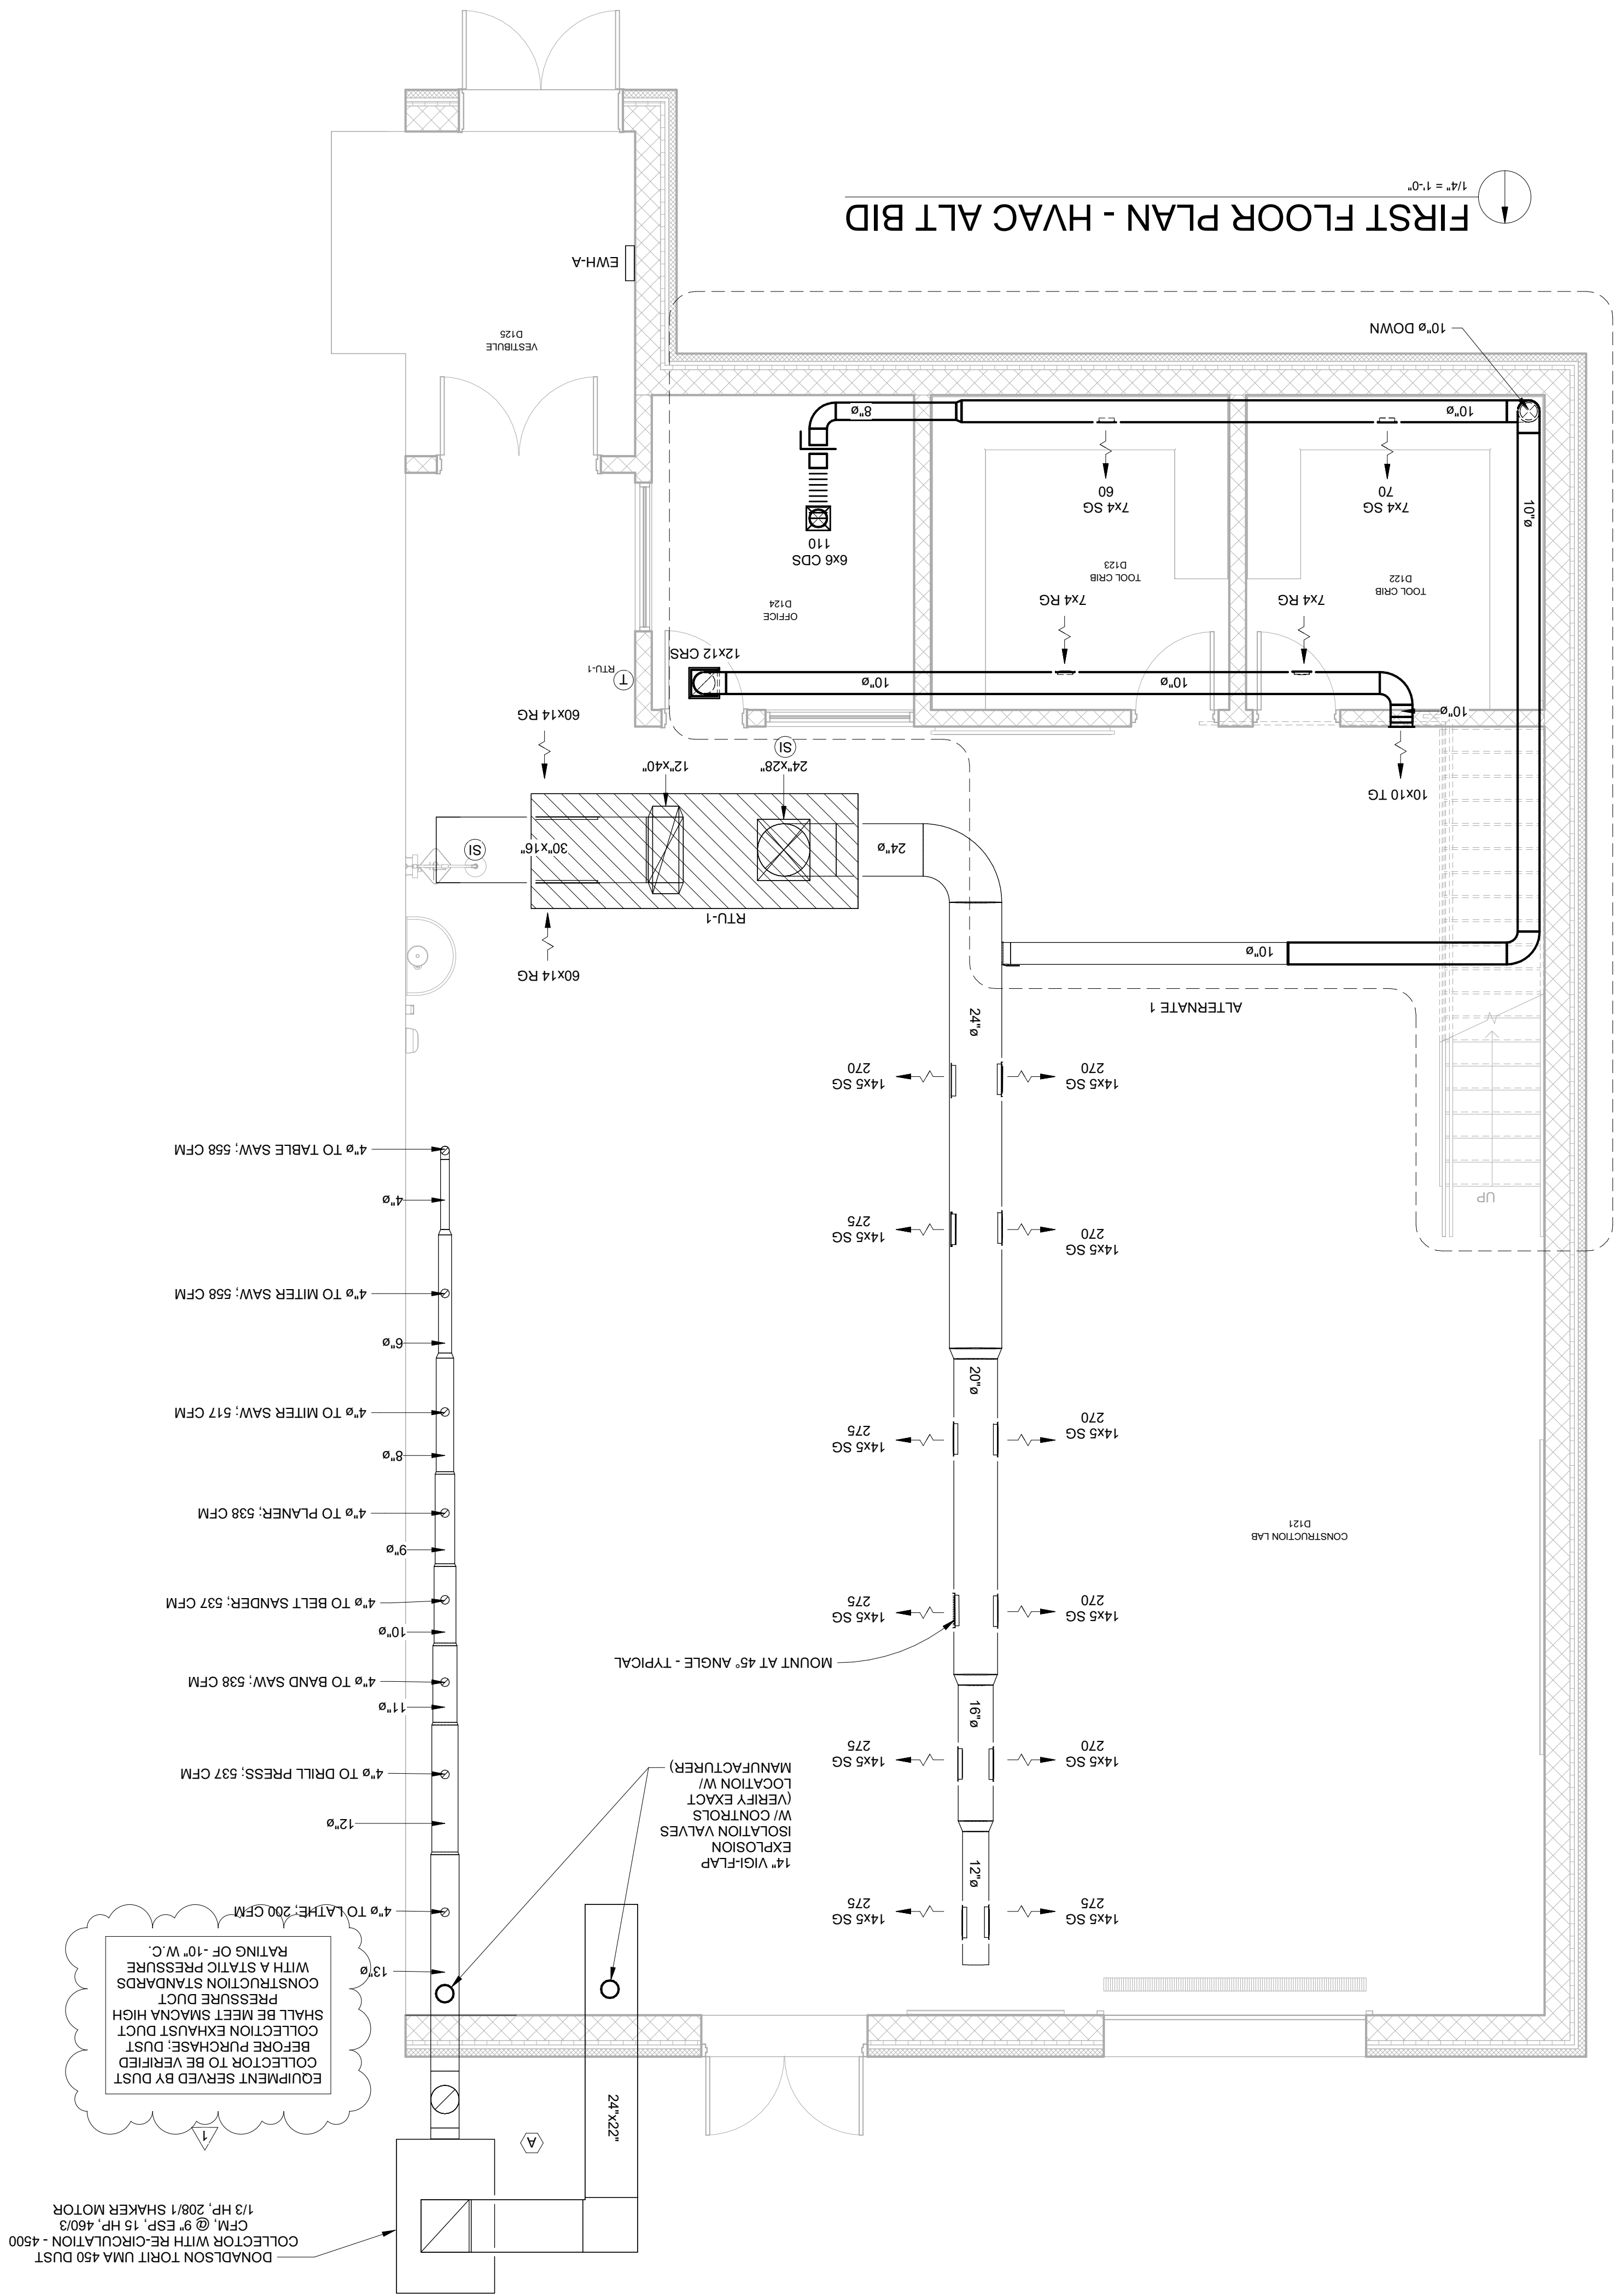 DONADLSON TORIT UMA 450 DUST
COLLECTOR WITH RE-CIRCULATION - 4500
CFM, @ 9" ESP, 15 HP, 460/3
1/3 HP, 208/1 SHAKER MOTOR
A
1
24"x22"
EQUIPMENT SERVED BY DUST
COLLECTOR TO BE VERIFIED
BEFORE PURCHASE; DUST
COLLECTION EXHAUST DUCT
SHALL BE MEET SMACNA HIGH
PRESSURE DUCT
CONSTRUCTION STANDARDS
WITH A STATIC PRESSURE
RATING OF -10" W.C.
13"ø
4"ø TO LATHE; 200 CFM
14x5 SG
275
14x5 SG
275
12"ø
14" VIGI-FLAP
EXPLOSION
ISOLATION VALVES
W/ CONTROLS
(VERIFY EXACT
LOCATION W/
MANUFACTURER)
12"ø
4"ø TO DRILL PRESS; 537 CFM
14x5 SG
270
14x5 SG
275
16"ø
11"ø
4"ø TO BAND SAW; 538 CFM
MOUNT AT 45° ANGLE - TYPICAL
10"ø
14x5 SG
270
14x5 SG
275
4"ø TO BELT SANDER; 537 CFM
9"ø
CONSTRUCTION LAB
D121
4"ø TO PLANER; 538 CFM
8"ø
14x5 SG
270
14x5 SG
275
4"ø TO MITER SAW; 517 CFM
20"ø
6"ø
4"ø TO MITER SAW; 558 CFM
14x5 SG
270
14x5 SG
275
4"ø
UP
4"ø TO TABLE SAW; 558 CFM
14x5 SG
270
14x5 SG
270
24"ø
ALTERNATE 1
60x14 RG
10"ø
RTU-1
24"ø
30"x16"
SI
10x10 TG
24"x28"
SI
12"x40"
60x14 RG
10"ø
10"ø
10"ø
T
RTU-1
12x12 CRS
7x4 RG
7x4 RG
OFFICE
D124
TOOL CRIB
D122
TOOL CRIB
D123
6x6 CDS
110
10"ø
7x4 SG
70
7x4 SG
60
10"ø
8"ø
VESTIBULE
D125
10"ø DOWN
EWH-A
FIRST FLOOR PLAN - HVAC ALT BID
1/4" = 1'-0"